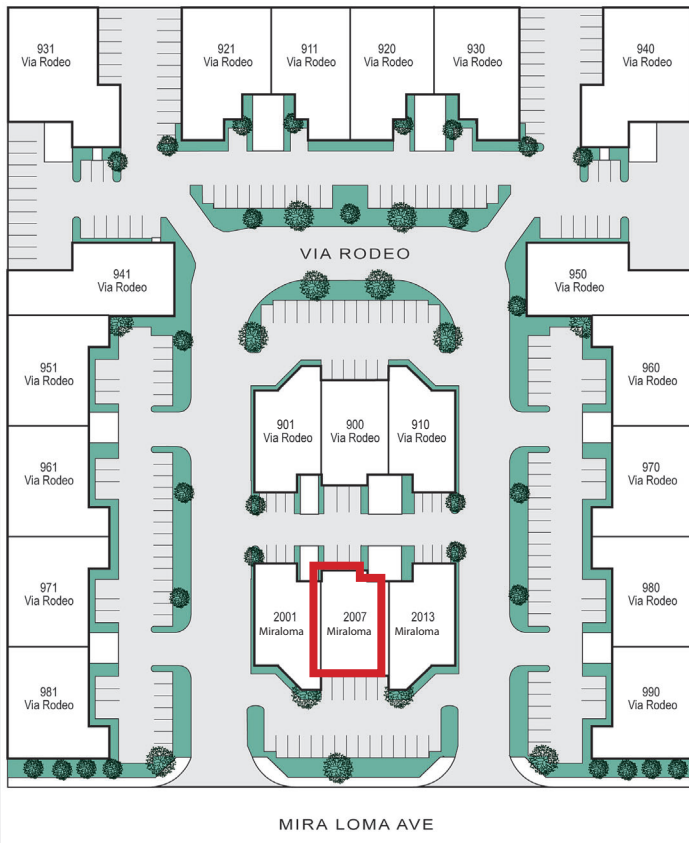 931
Via Rodeo
921
Via Rodeo
911
Via Rodeo
920
Via Rodeo
930
Via Rodeo
940
Via Rodeo
VIA RODEO
941
Via Rodeo
950
Via Rodeo
951
Via Rodeo
960
Via Rodeo
901
Via Rodeo
900
Via Rodeo
910
Via Rodeo
961
Via Rodeo
970
Via Rodeo
971
Via Rodeo
980
Via Rodeo
2001
Miraloma
2007
Miraloma
2013
Miraloma
981
Via Rodeo
990
Via Rodeo
MIRA LOMA AVE